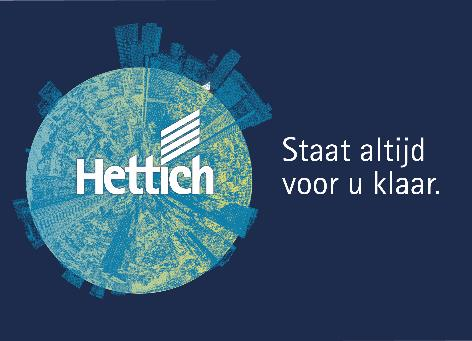 Hettich
Staat altijd
voor u klaar.